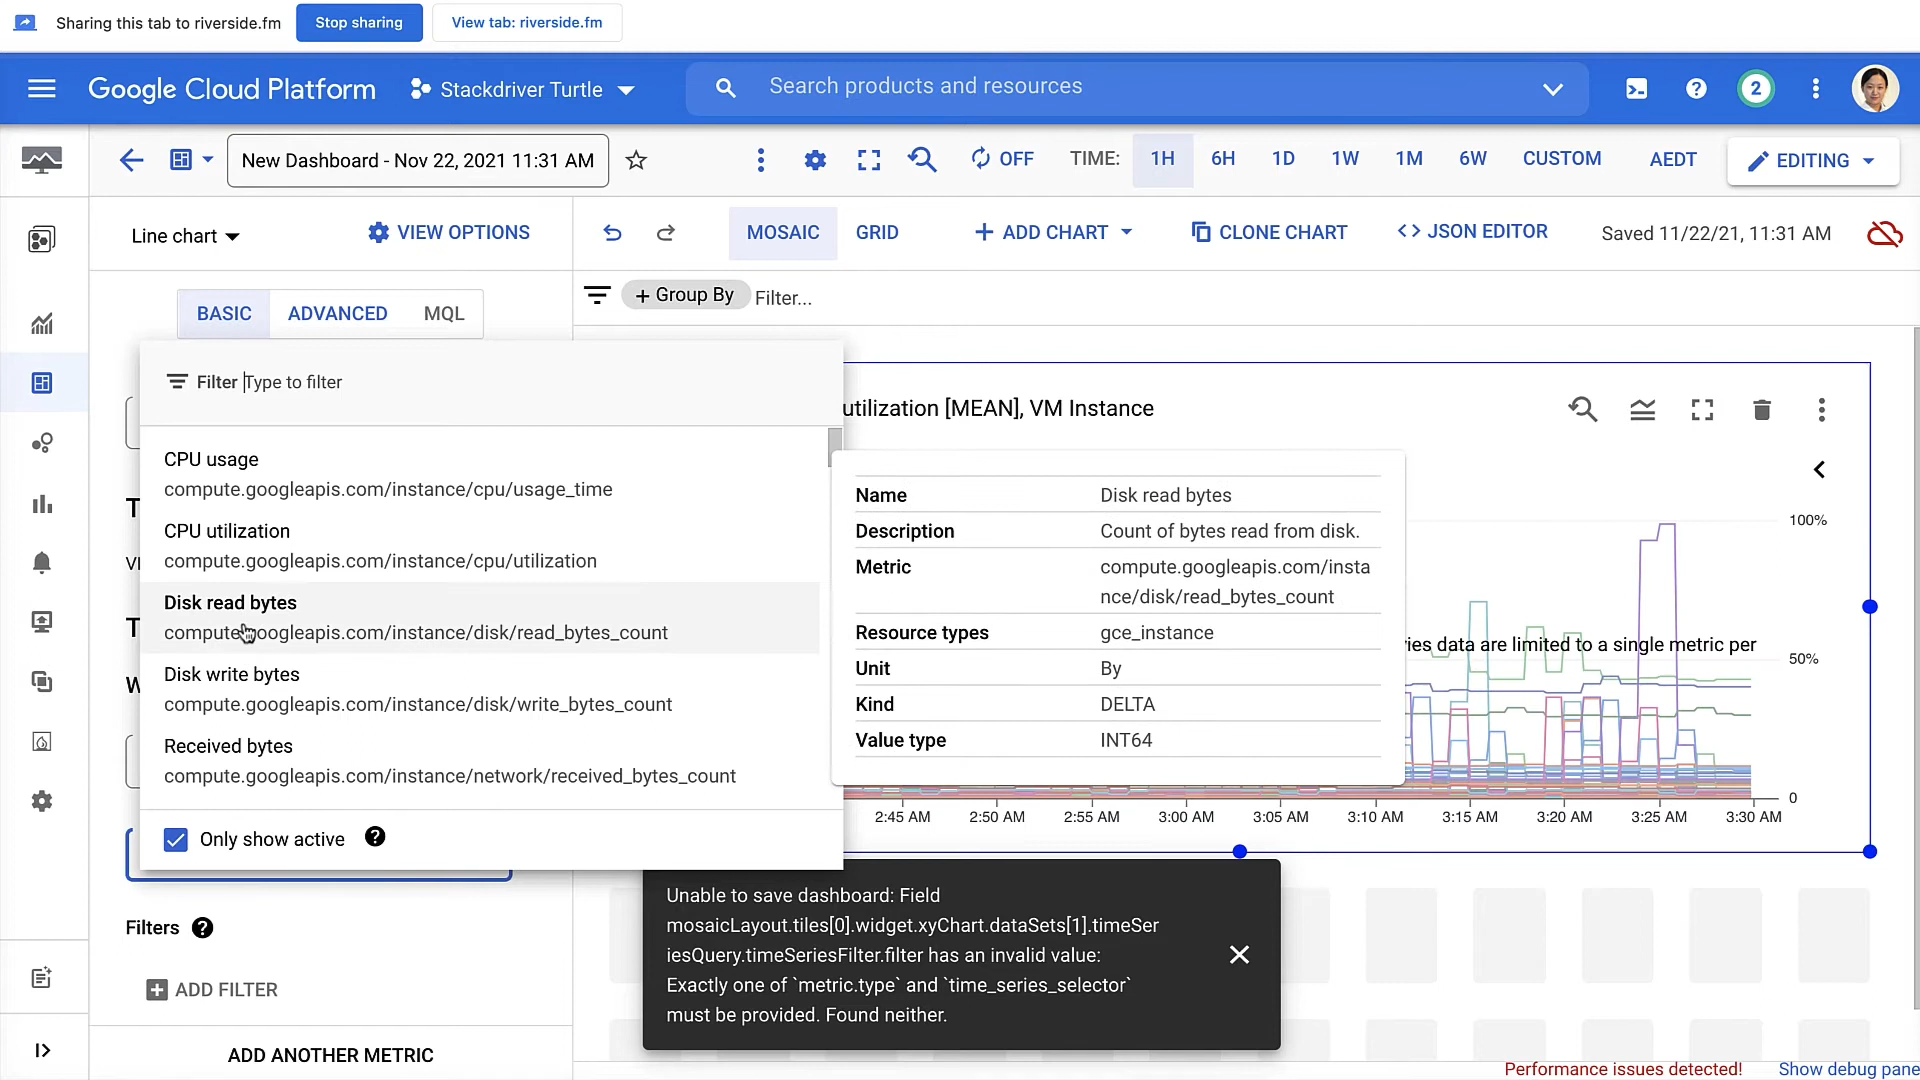 Sharing this tab to riverside.fm
Stop sharing
View tab: riverside.fm
Google Cloud Platform
Stackdriver Turtle
Search products and resources
2
New Dashboard - Nov 22, 2021 11:31 AM
OFF
TIME:
1H
6H
1D
1W
1M
6W
CUSTOM
AEDT
EDITING
Line chart
VIEW OPTIONS
MOSAIC
GRID
ADD CHART
CLONE CHART
JSON EDITOR
Saved 11/22/21, 11:31 AM
+ Group By
Filter...
BASIC
ADVANCED
MQL
Filter Type to filter
utilization [MEAN], VM Instance
CPU usage
compute.googleapis.com/instance/cpu/usage_time
CPU utilization
compute.googleapis.com/instance/cpu/utilization
Disk read bytes
compute.googleapis.com/instance/disk/read_bytes_count
Disk write bytes
compute.googleapis.com/instance/disk/write_bytes_count
Received bytes
compute.googleapis.com/instance/network/received_bytes_count
Only show active
Name Disk read bytes
Description Count of bytes read from disk.
Metric compute.googleapis.com/insta
nce/disk/read_bytes_count
Resource types gce_instance
Unit By
Kind DELTA
Value type INT64
ries data are limited to a single metric per
100%
50%
0
2:45 AM 2:50 AM 2:55 AM 3:00 AM 3:05 AM 3:10 AM 3:15 AM 3:20 AM 3:25 AM 3:30 AM
Filters
ADD FILTER
ADD ANOTHER METRIC
Unable to save dashboard: Field
mosaicLayout.tiles[0].widget.xyChart.dataSets[1].timeSer
iesQuery.timeSeriesFilter.filter has an invalid value:
Exactly one of `metric.type` and `time_series_selector`
must be provided. Found neither.
Performance issues detected!
Show debug pane